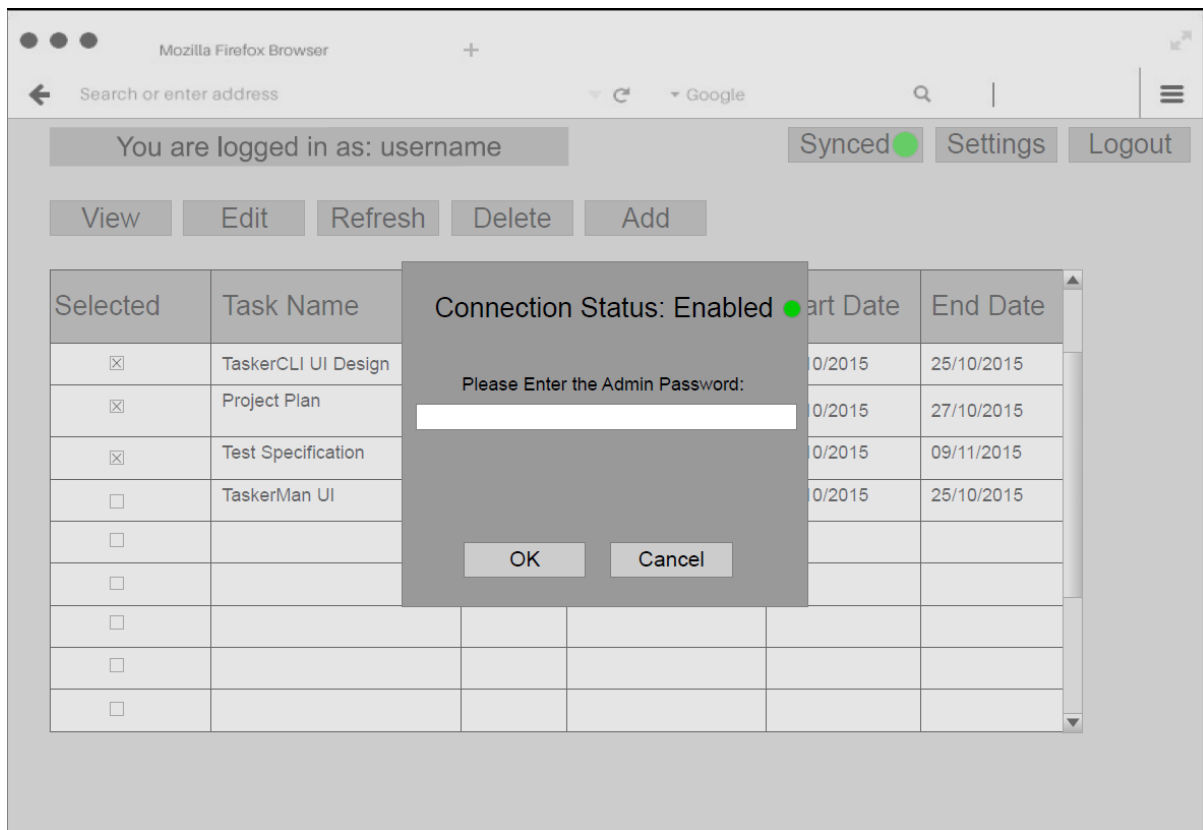 Mozilla Firefox Browser +
Search or enter address Google
You are logged in as: username Synced Settings Logout
View Edit Refresh Delete Add
Selected Task Name art Date End Date
Connection Status: Enabled
TaskerCLI UI Design 0/2015 25/10/2015
Please Enter the Admin Password:
Project Plan 10/2015 27/10/2015
Test Specification 0/2015 09/11/2015
TaskerMan UI 0/2015 25/10/2015
OK Cancel